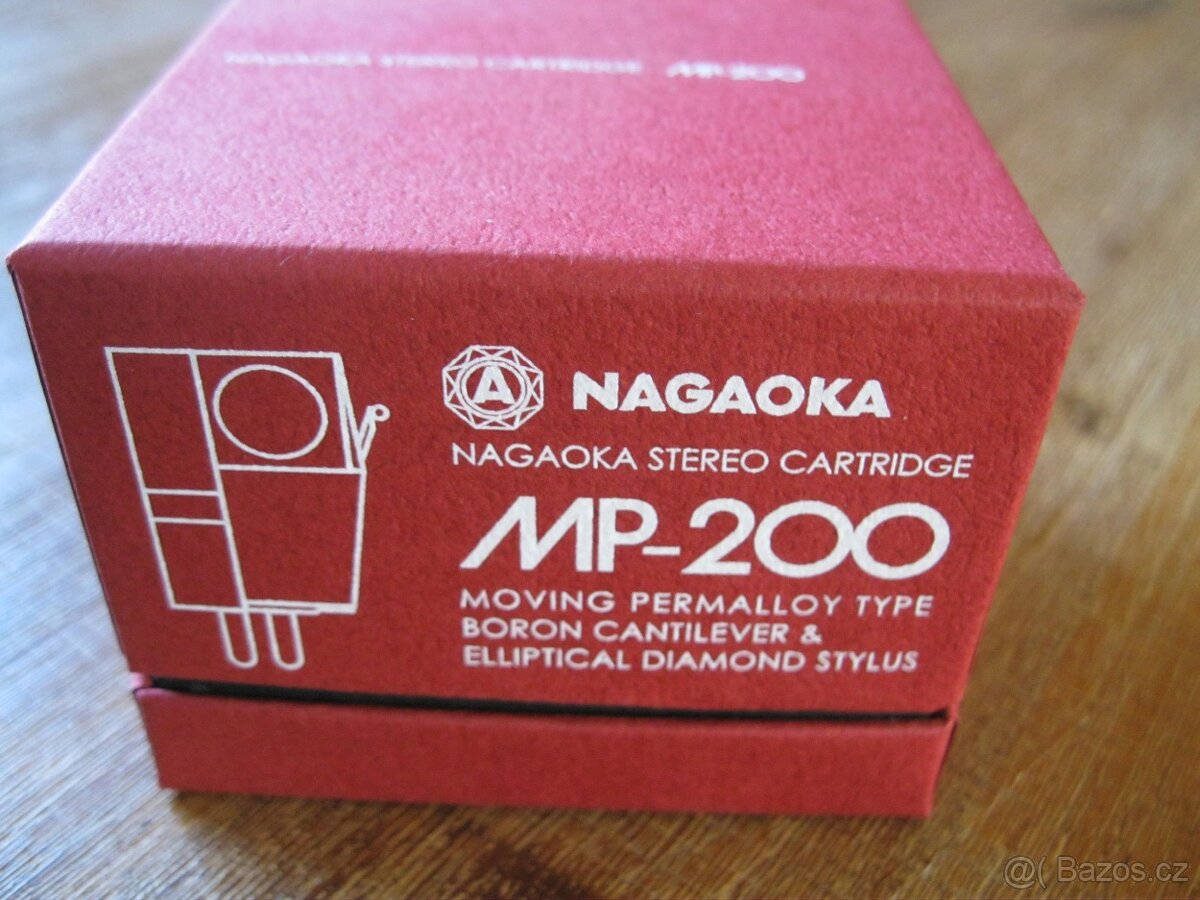 NAGAOKA STEREO CARTRIDGE MP-200
A NAGAOKA
NAGAOKA STEREO CARTRIDGE
MP-200
MOVING PERMALLOY TYPE
BORON CANTILEVER &
ELLIPTICAL DIAMOND STYLUS
@( Bazos.cz